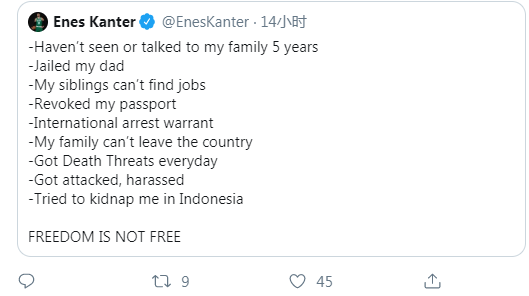 Enes Kanter @EnesKanter · 14小时
-Haven't seen or talked to my family 5 years
-Jailed my dad
-My siblings can't find jobs
-Revoked my passport
-International arrest warrant
-My family can't leave the country
-Got Death Threats everyday
-Got attacked, harassed
-Tried to kidnap me in Indonesia
FREEDOM IS NOT FREE
9 45